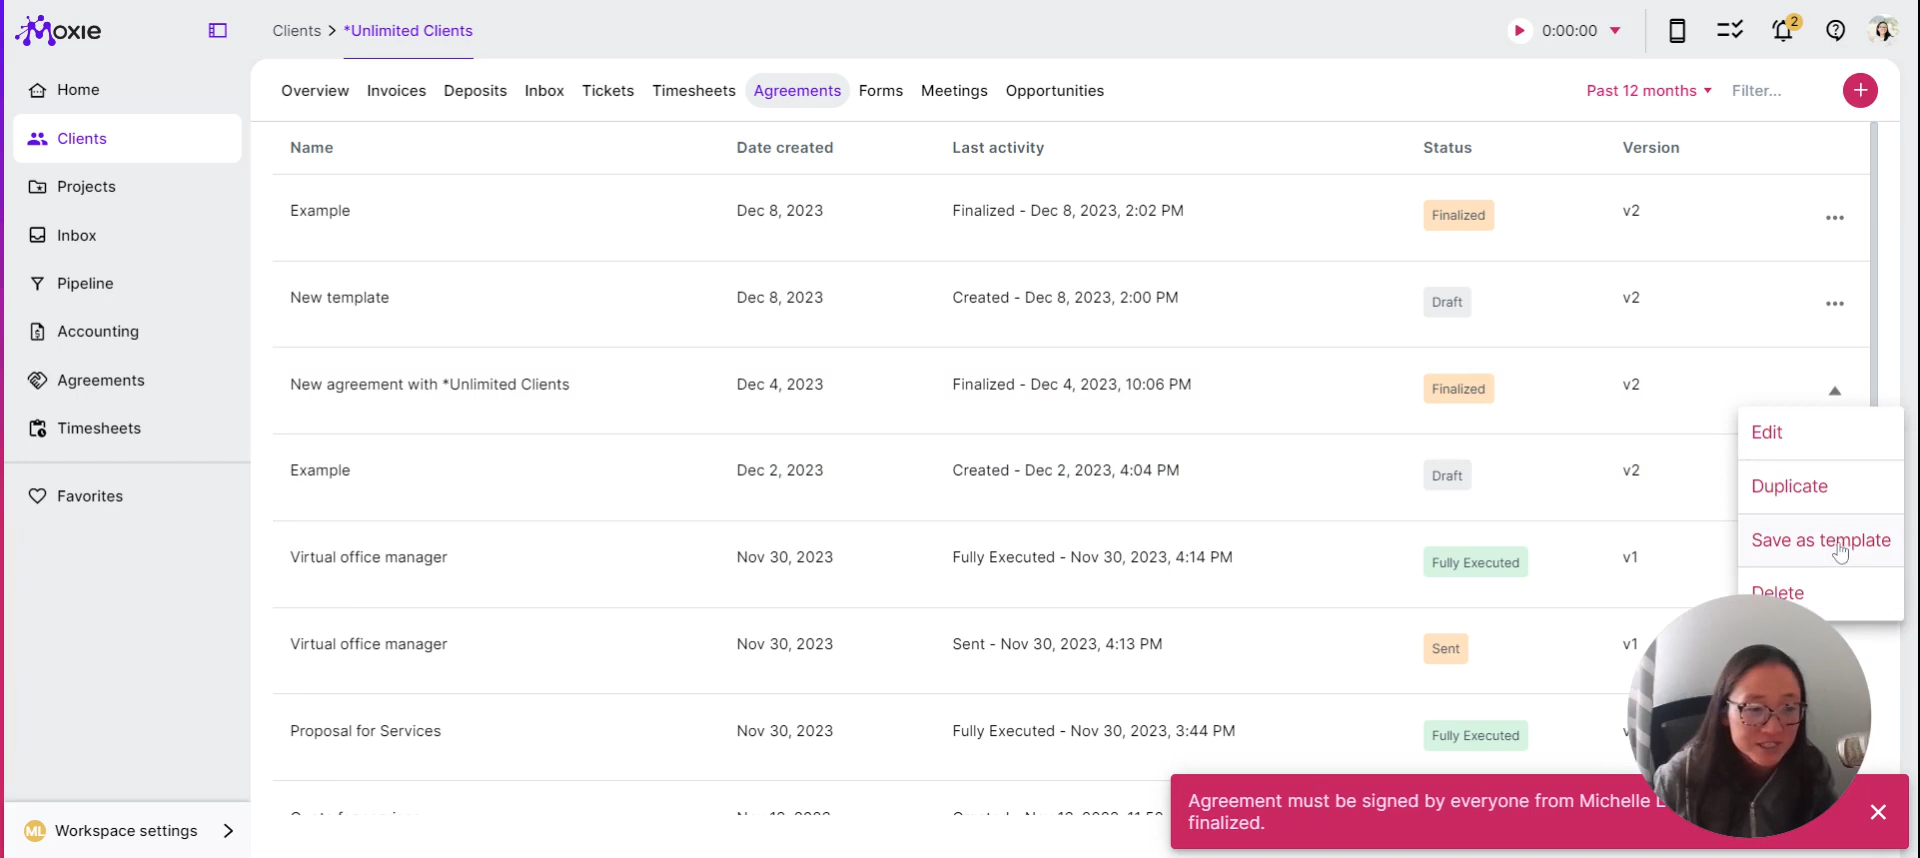 Moxie
Clients > *Unlimited Clients
0:00:00
2
Home
Clients
Projects
Inbox
Pipeline
Accounting
Agreements
Timesheets
Favorites
ML Workspace settings
Overview Invoices Deposits Inbox Tickets Timesheets Agreements Forms Meetings Opportunities
Past 12 months Filter...
Name Date created Last activity Status Version
Example Dec 8, 2023 Finalized - Dec 8, 2023, 2:02 PM Finalized v2
New template Dec 8, 2023 Created - Dec 8, 2023, 2:00 PM Draft v2
New agreement with *Unlimited Clients Dec 4, 2023 Finalized - Dec 4, 2023, 10:06 PM Finalized v2
Example Dec 2, 2023 Created - Dec 2, 2023, 4:04 PM Draft v2
Virtual office manager Nov 30, 2023 Fully Executed - Nov 30, 2023, 4:14 PM Fully Executed v1
Virtual office manager Nov 30, 2023 Sent - Nov 30, 2023, 4:13 PM Sent v1
Proposal for Services Nov 30, 2023 Fully Executed - Nov 30, 2023, 3:44 PM Fully Executed
Edit
Duplicate
Save as template
Delete
Agreement must be signed by everyone from Michelle
finalized.